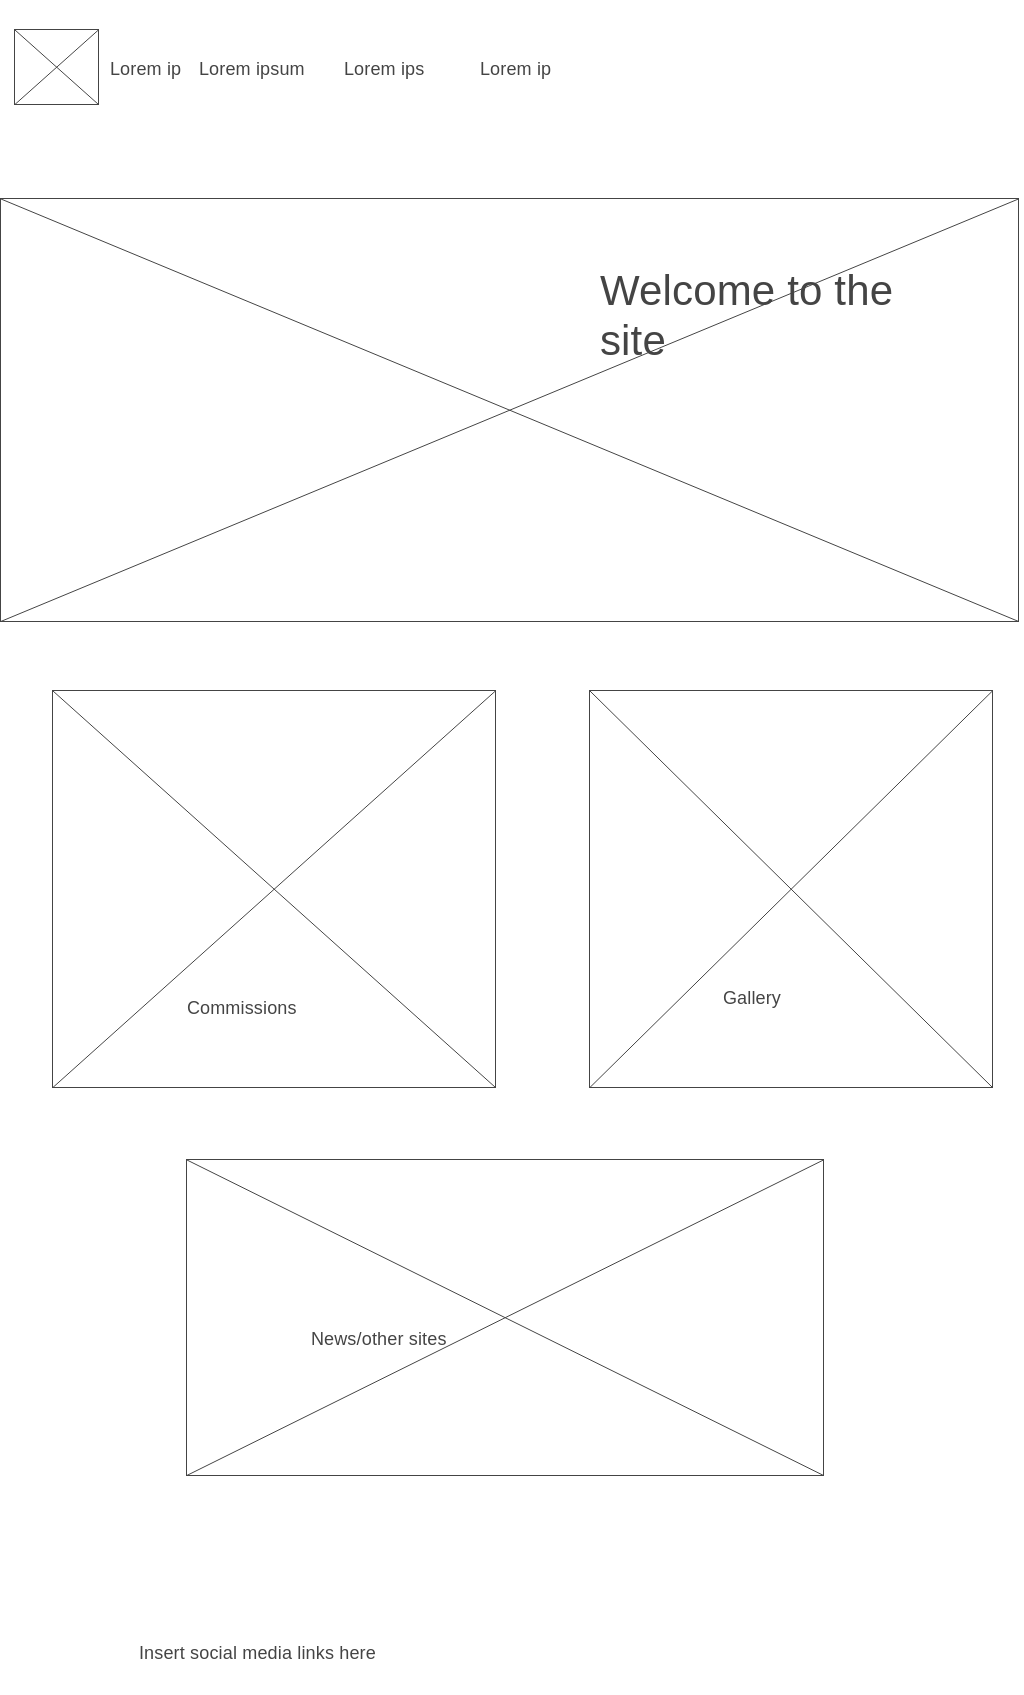 Lorem ip Lorem ipsum Lorem ips Lorem ip
Welcome to the
site
Commissions
Gallery
News/other sites
Insert social media links here